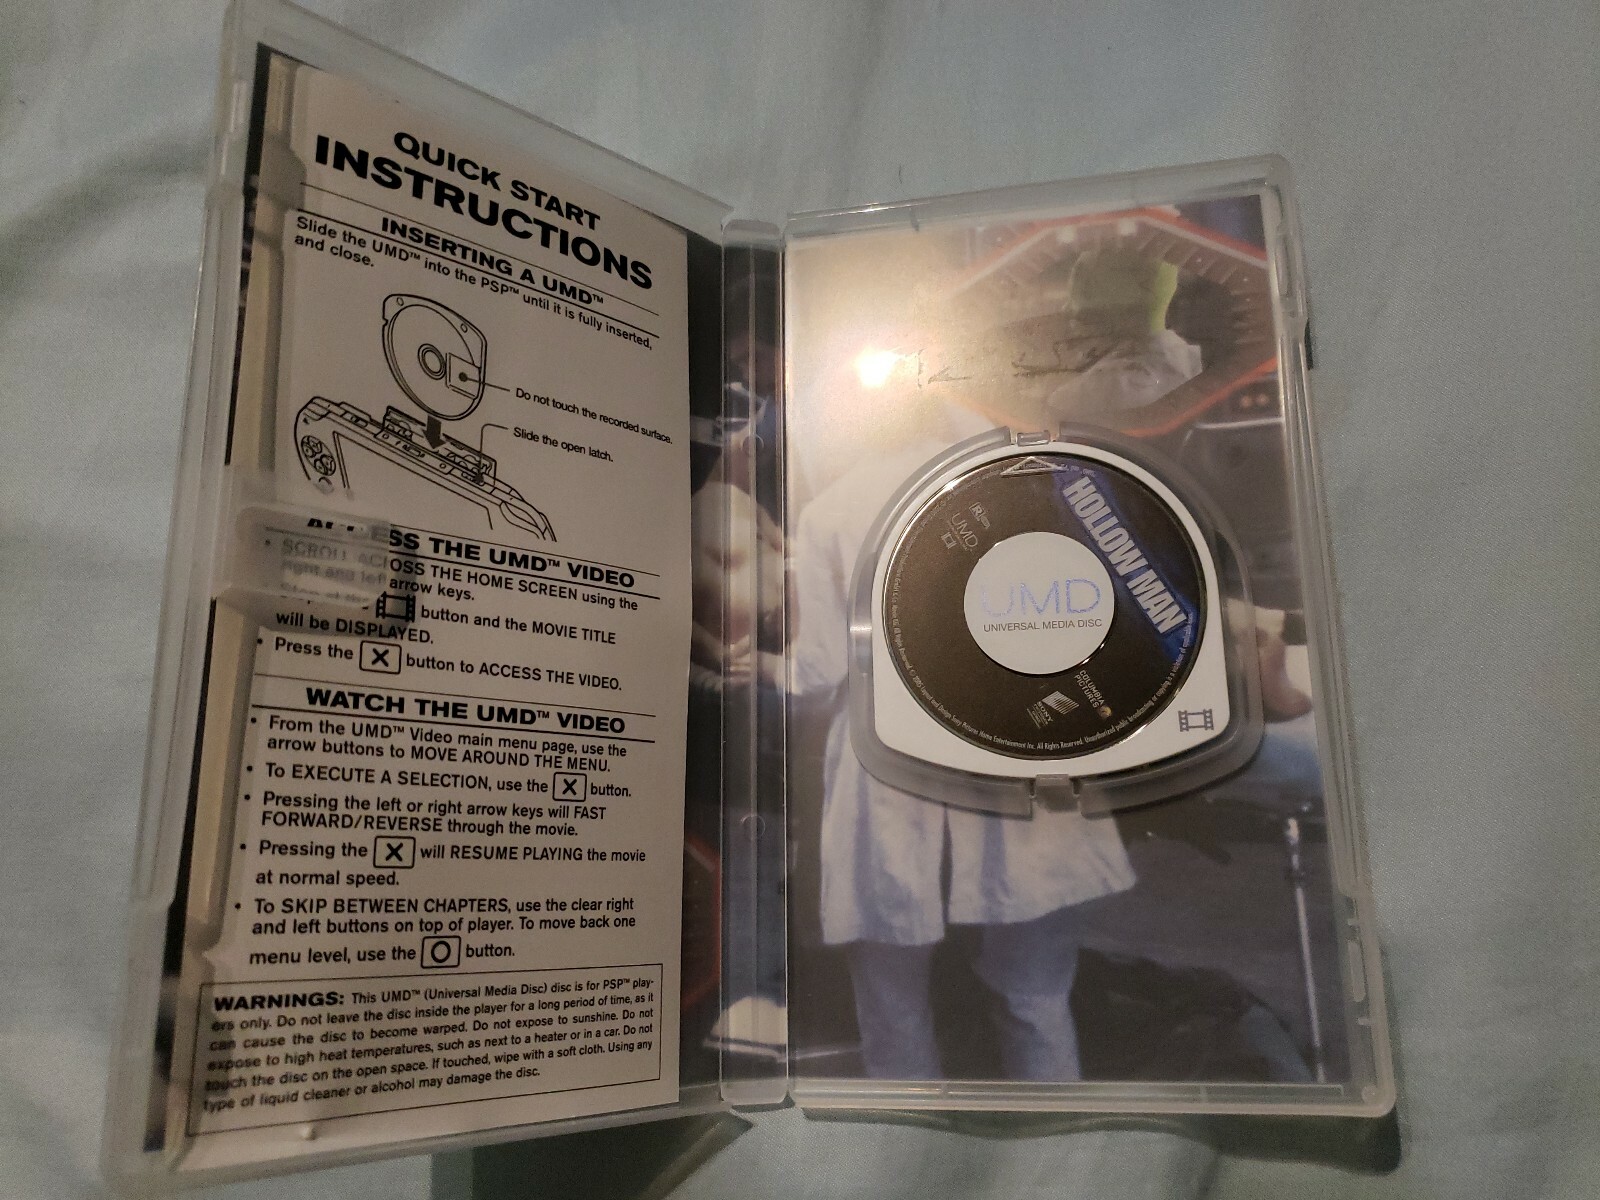 QUICK START
INSTRUCTIONS
INSERTING A UMD™
Slide the UMD™ into the PSP™ until it is fully inserted,
and close.
Do not touch the recorded surface.
Slide the open latch.
SS THE UMD™ VIDEO
• SCROLL ACROSS THE HOME SCREEN using the
right and left arrow keys.
button and the MOVIE TITLE
will be DISPLAYED.
• Press the X button to ACCESS THE VIDEO.
WATCH THE UMD™ VIDEO
• From the UMD™ Video main menu page, use the
arrow buttons to MOVE AROUND THE MENU.
• To EXECUTE A SELECTION, use the X button.
• Pressing the left or right arrow keys will FAST
FORWARD/REVERSE through the movie.
• Pressing the X will RESUME PLAYING the movie
at normal speed.
• To SKIP BETWEEN CHAPTERS, use the clear right
and left buttons on top of player. To move back one
menu level, use the O button.
WARNINGS: This UMD™ (Universal Media Disc) disc is for PSP™ play-
ers only. Do not leave the disc inside the player for a long period of time, as it
can cause the disc to become warped. Do not expose to sunshine. Do not
expose to high heat temperatures, such as next to a heater or in a car. Do not
touch the disc on the open space. If touched, wipe with a soft cloth. Using any
type of liquid cleaner or alcohol may damage the disc.
HOLLOW MAN
R
UMD
UMD
UNIVERSAL MEDIA DISC
COLUMBIA
PICTURES
SONY